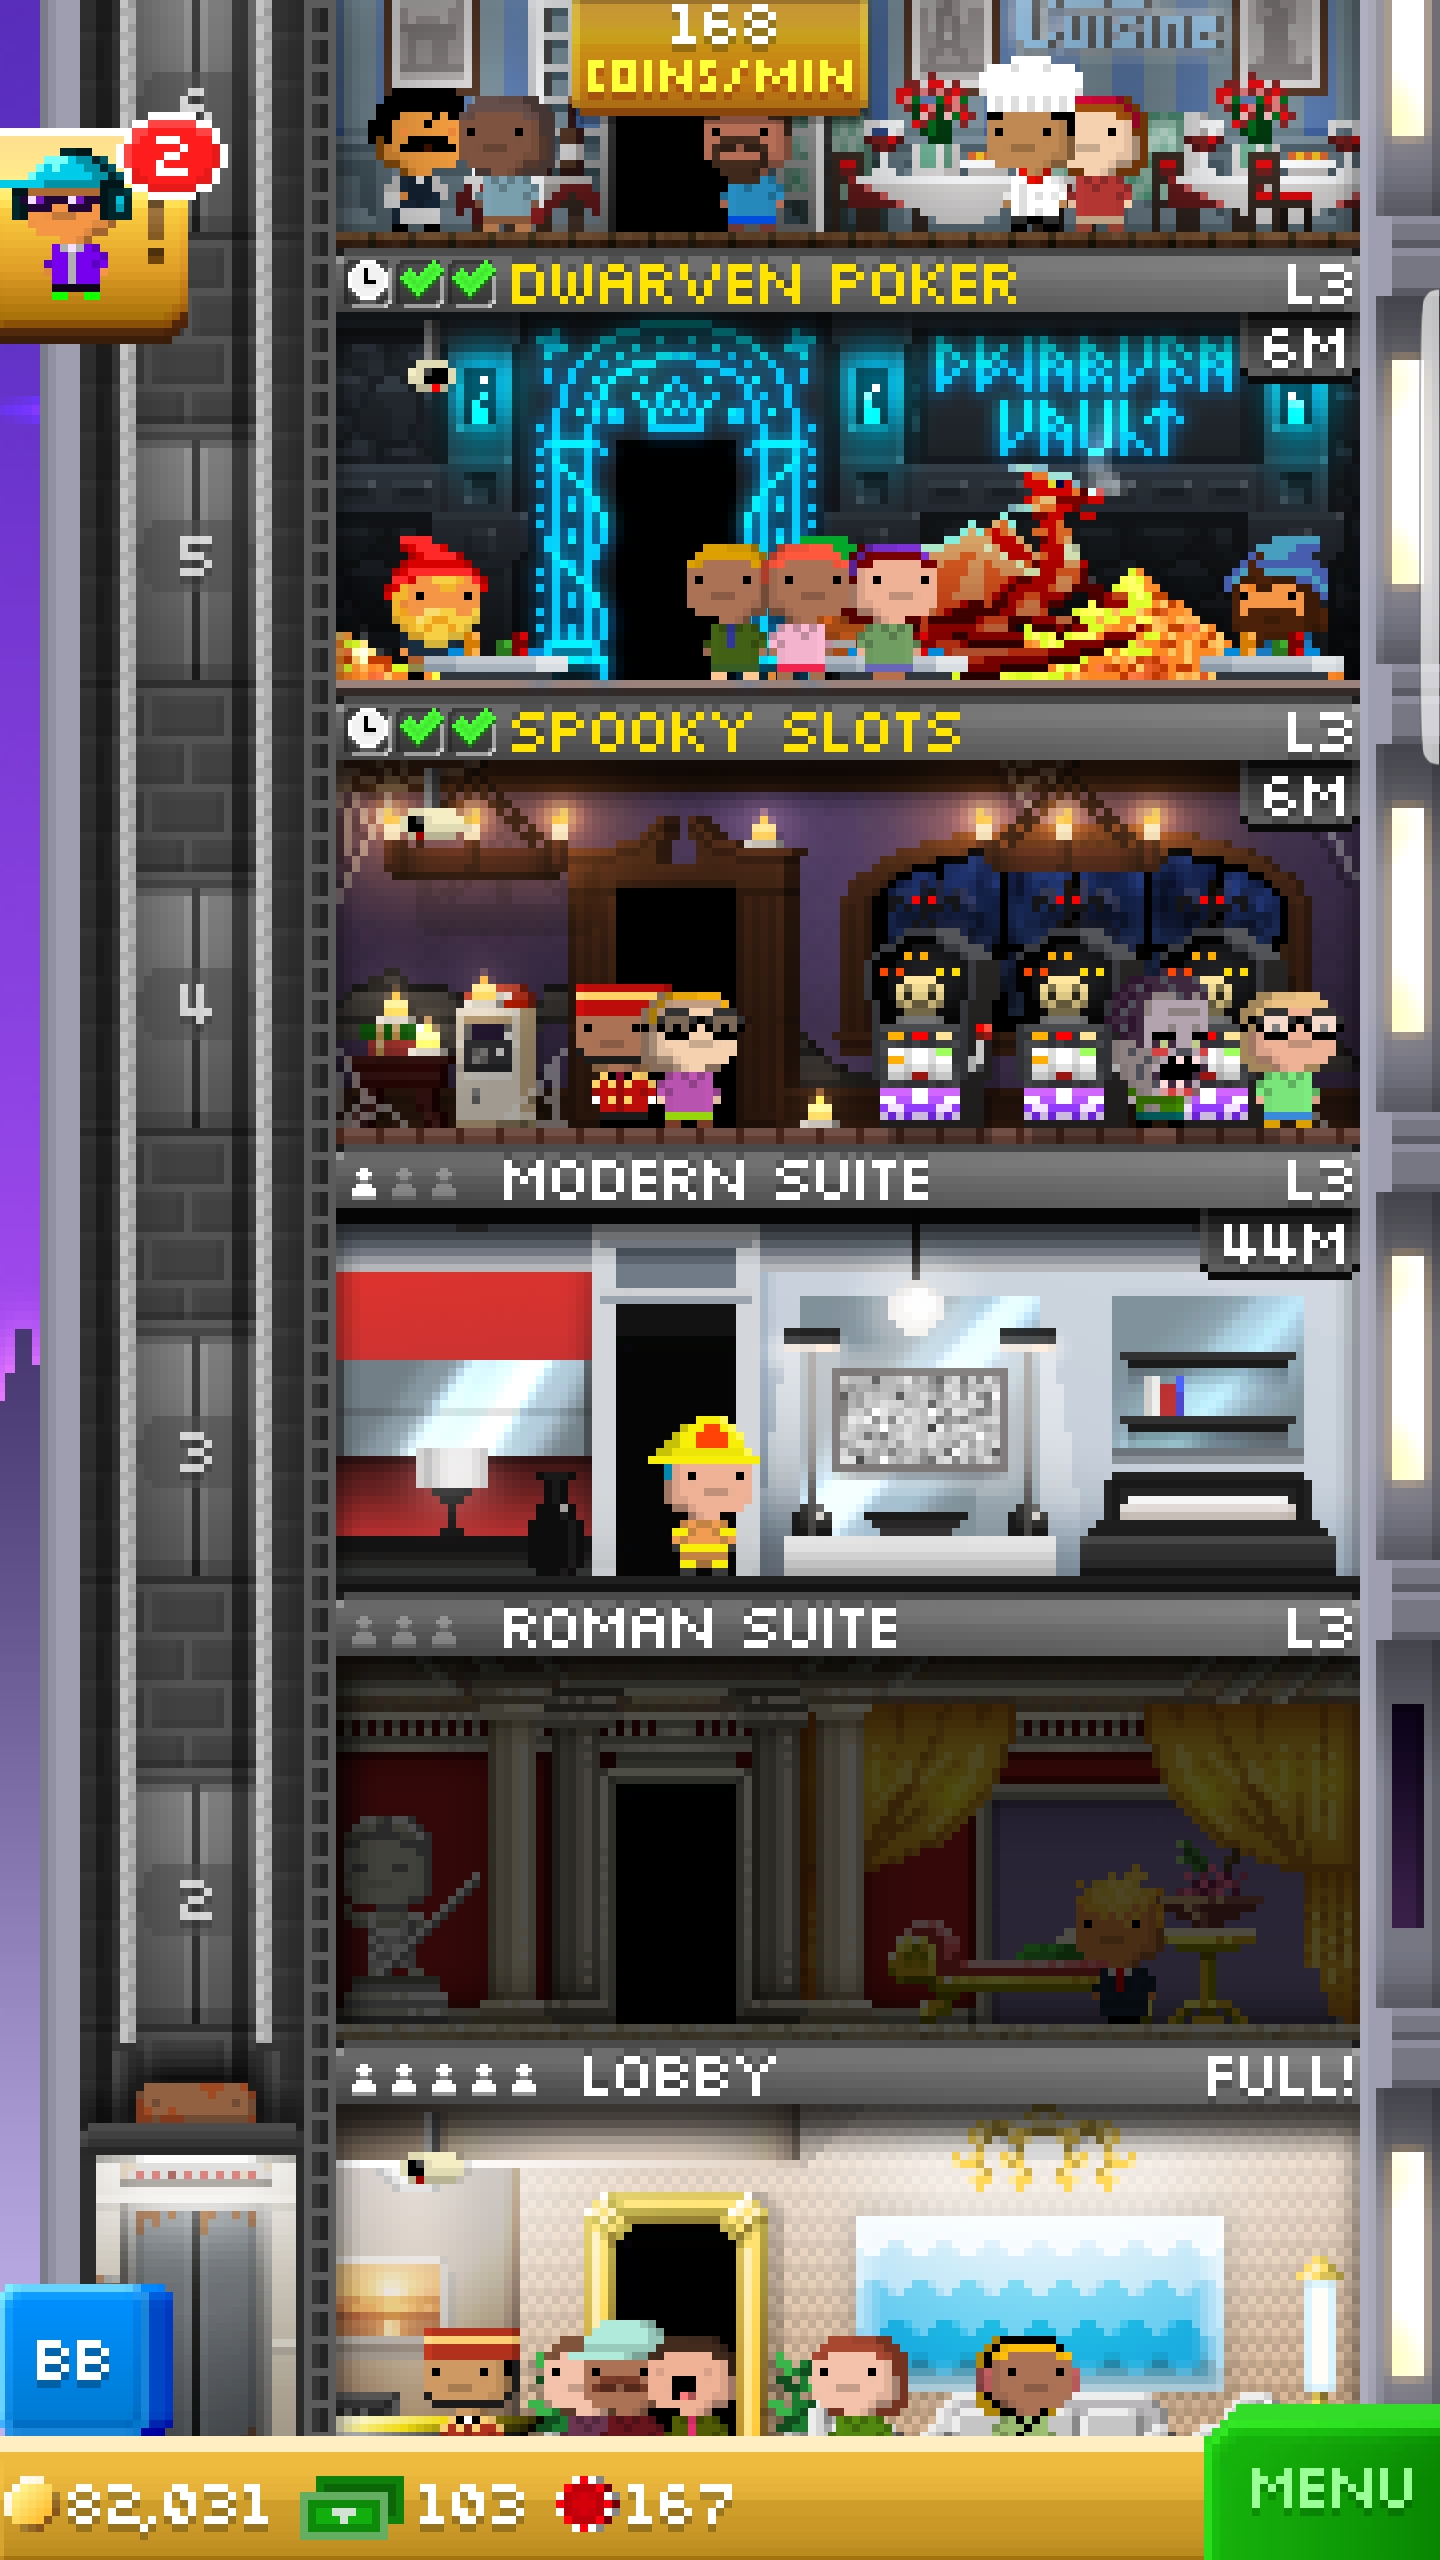 Cuisine
168
COINS/MIN
6
2
DWARVEN POKER
L3
6M
DWARVEN
VAULT
5
SPOOKY SLOTS
L3
6M
4
MODERN SUITE
L3
44M
3
ROMAN SUITE
L3
2
LOBBY
FULL!
BB
82,031
103
167
MENU